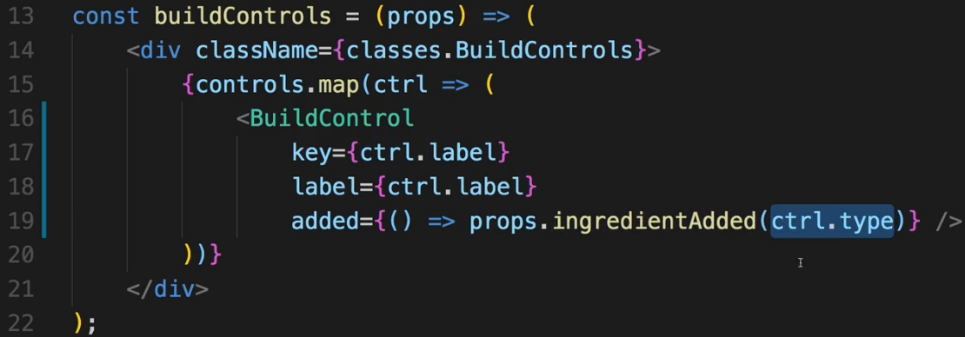 13 const buildControls = (props) => (
14 <div className={classes.BuildControls}>
15 {controls.map(ctrl => (
16 <BuildControl
17 key={ctrl.label}
18 label={ctrl.label}
19 added={() => props.ingredientAdded(ctrl.type)} />
20 ))}
21 </div>
22 );